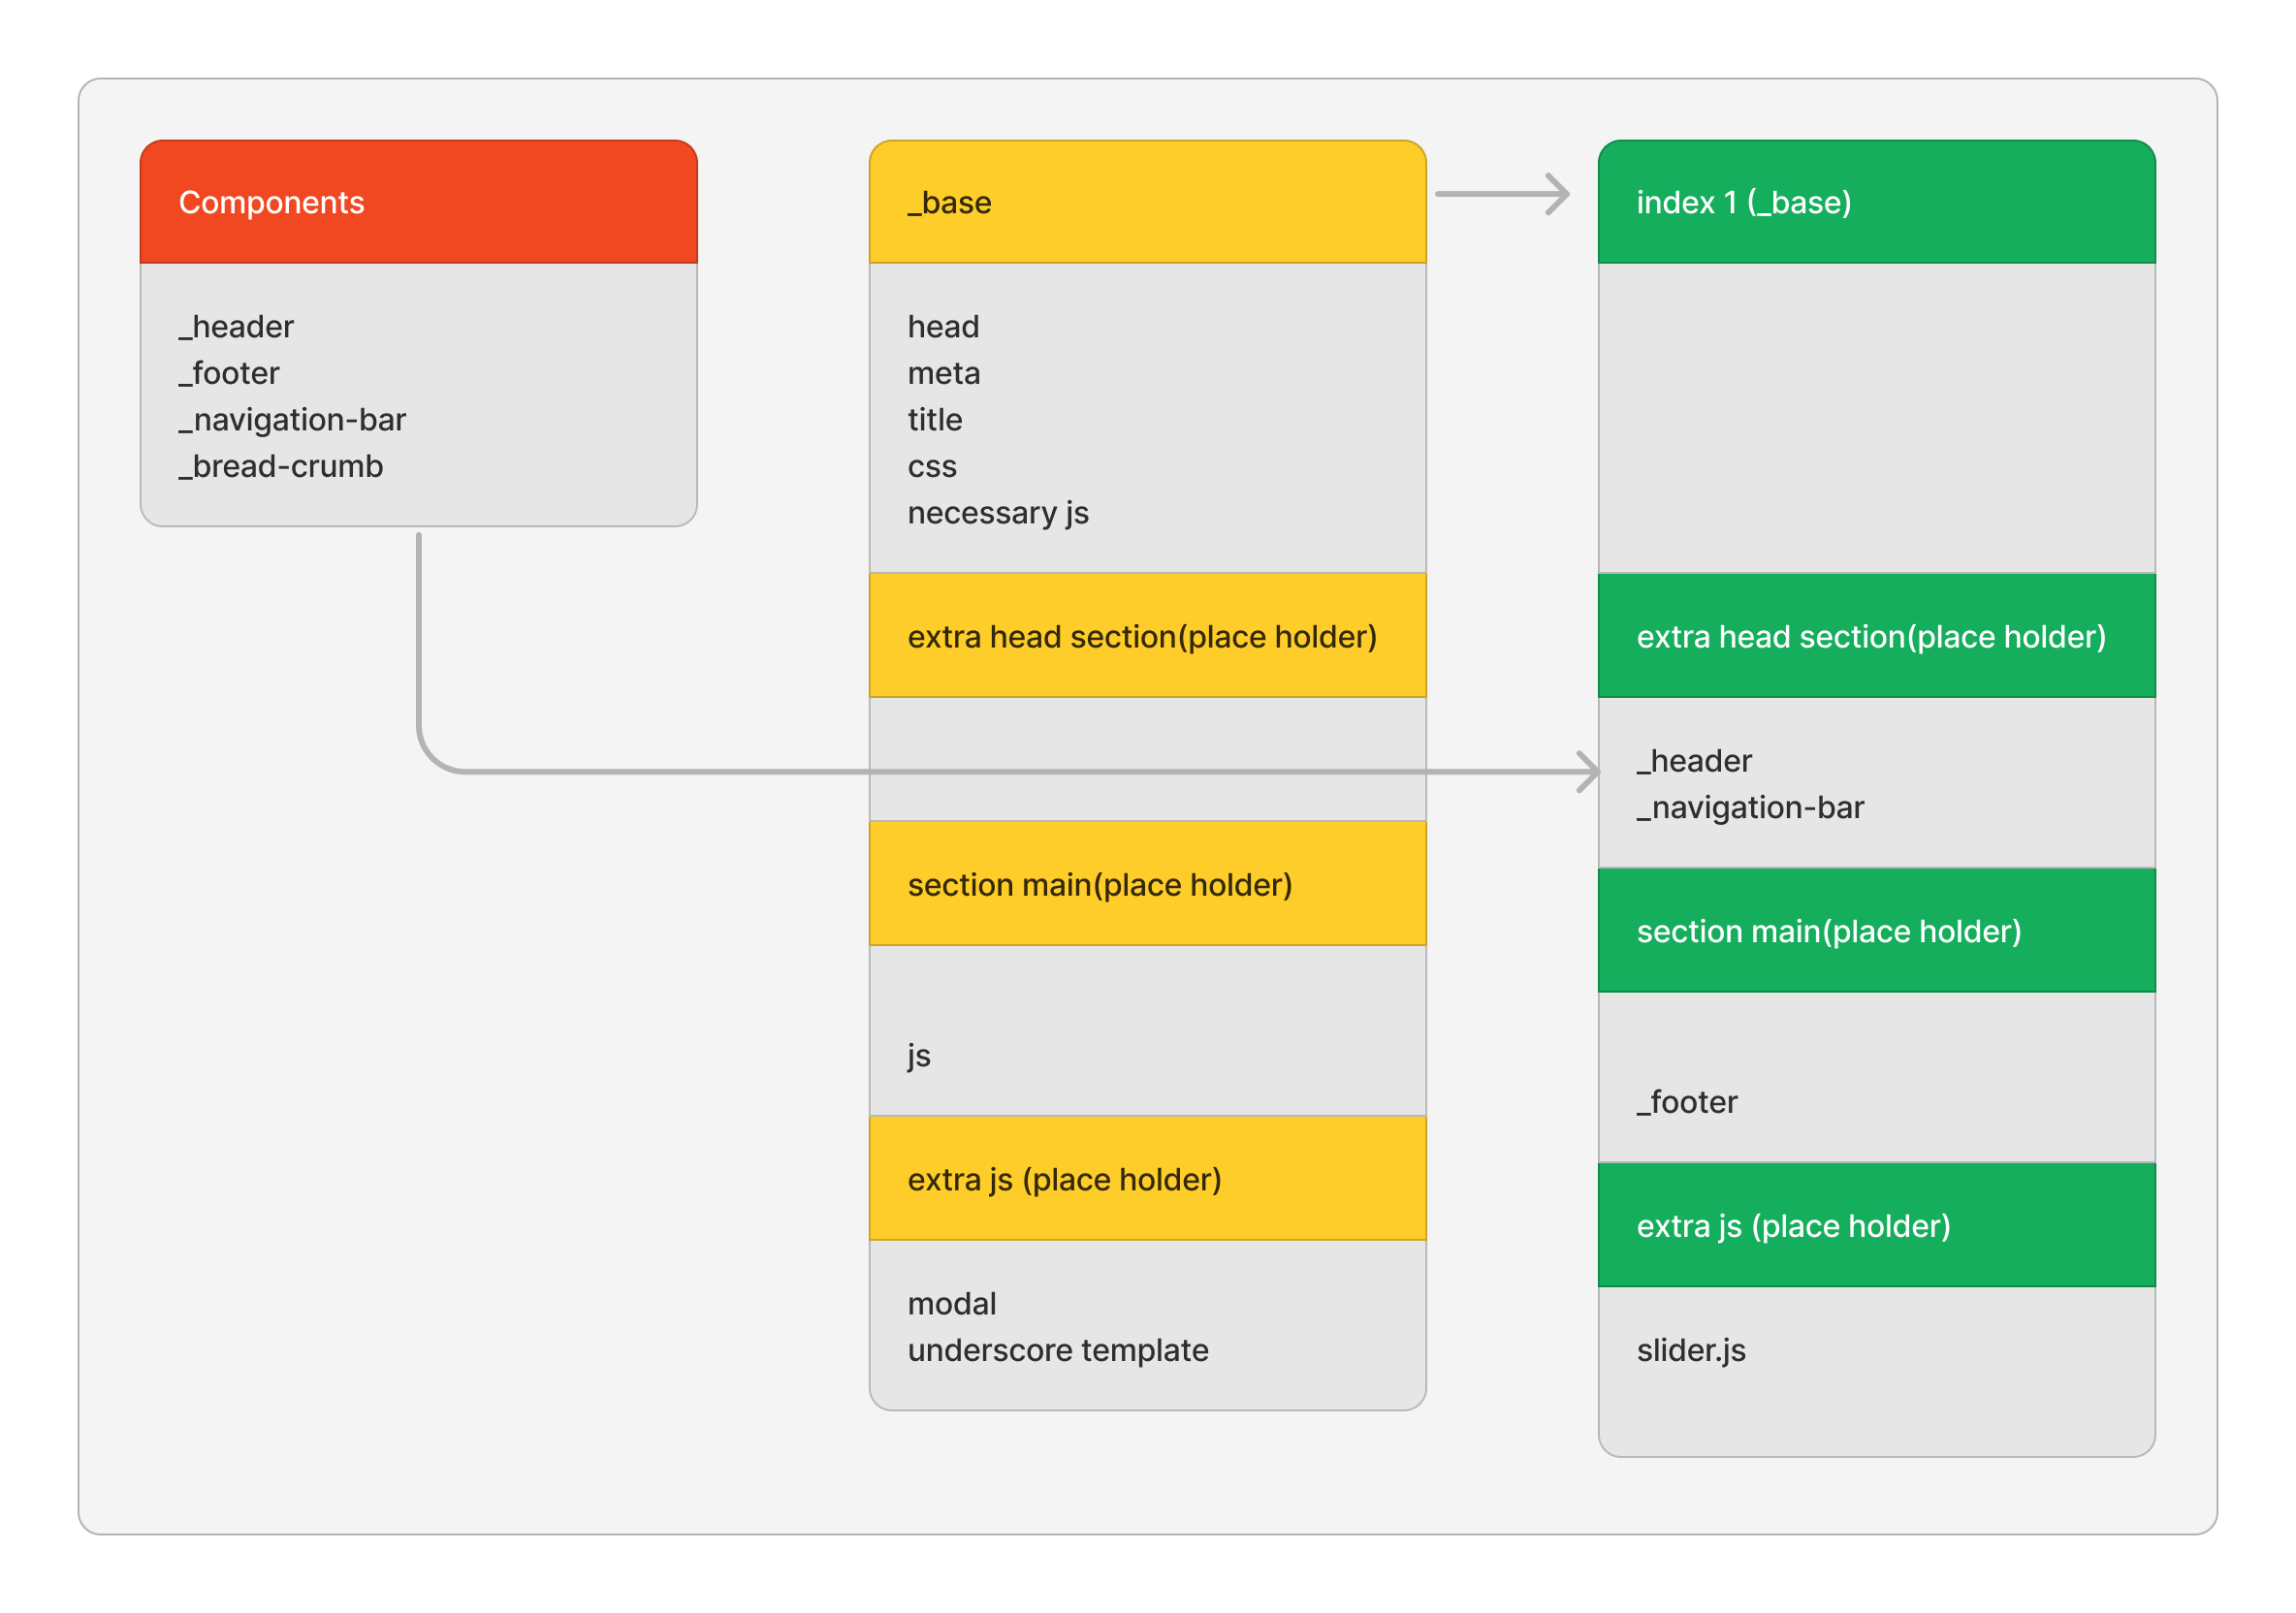 Components
_header
_footer
_navigation-bar
_bread-crumb
_base
head
meta
title
css
necessary js
extra head section(place holder)
section main(place holder)
js
extra js (place holder)
modal
underscore template
index 1 (_base)
extra head section(place holder)
_header
_navigation-bar
section main(place holder)
_footer
extra js (place holder)
slider.js